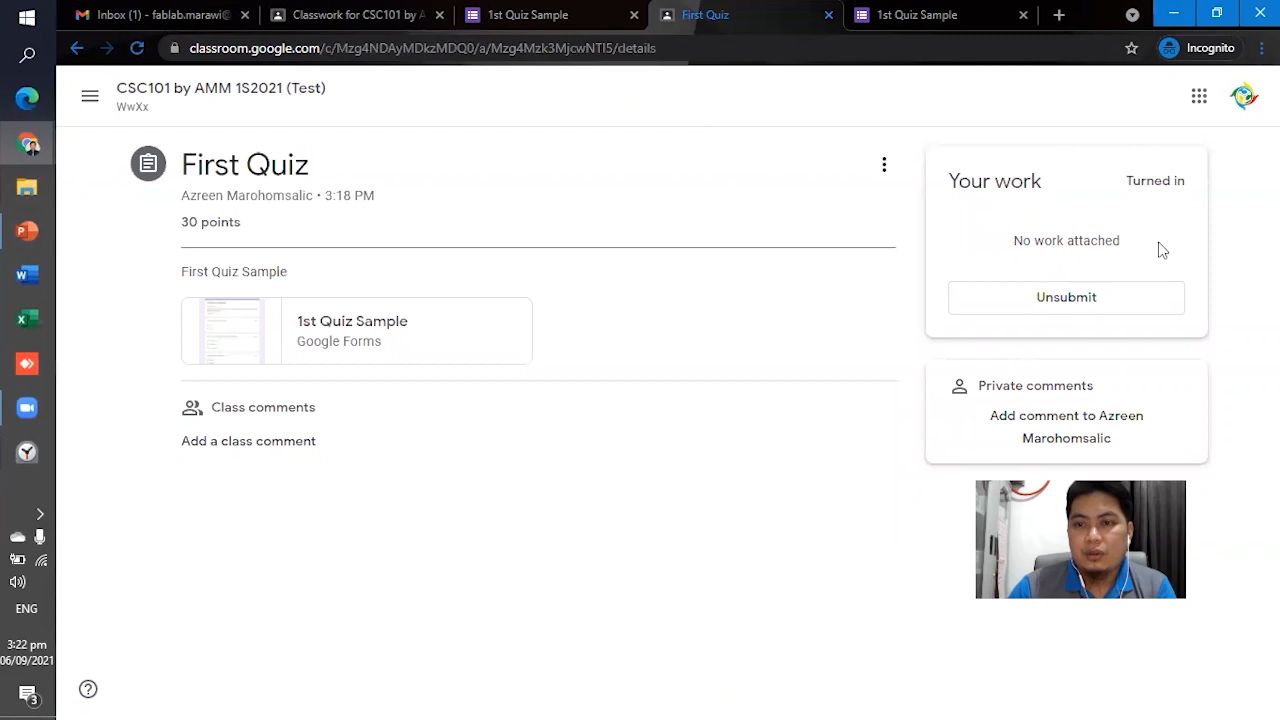 Inbox (1) - fablab.marawi@
Classwork for CSC101 by A
1st Quiz Sample
First Quiz
1st Quiz Sample
classroom.google.com/c/Mzg4NDAyMDkzMDQ0/a/Mzg4Mzk3MjcwNTI5/details
Incognito
CSC101 by AMM 1S2021 (Test)
WwXx
First Quiz
Azreen Marohomsalic • 3:18 PM
30 points
First Quiz Sample
1st Quiz Sample
Google Forms
Class comments
Add a class comment
Your work
Turned in
No work attached
Unsubmit
Private comments
Add comment to Azreen
Marohomsalic
ENG
3:22 pm
06/09/2021
3